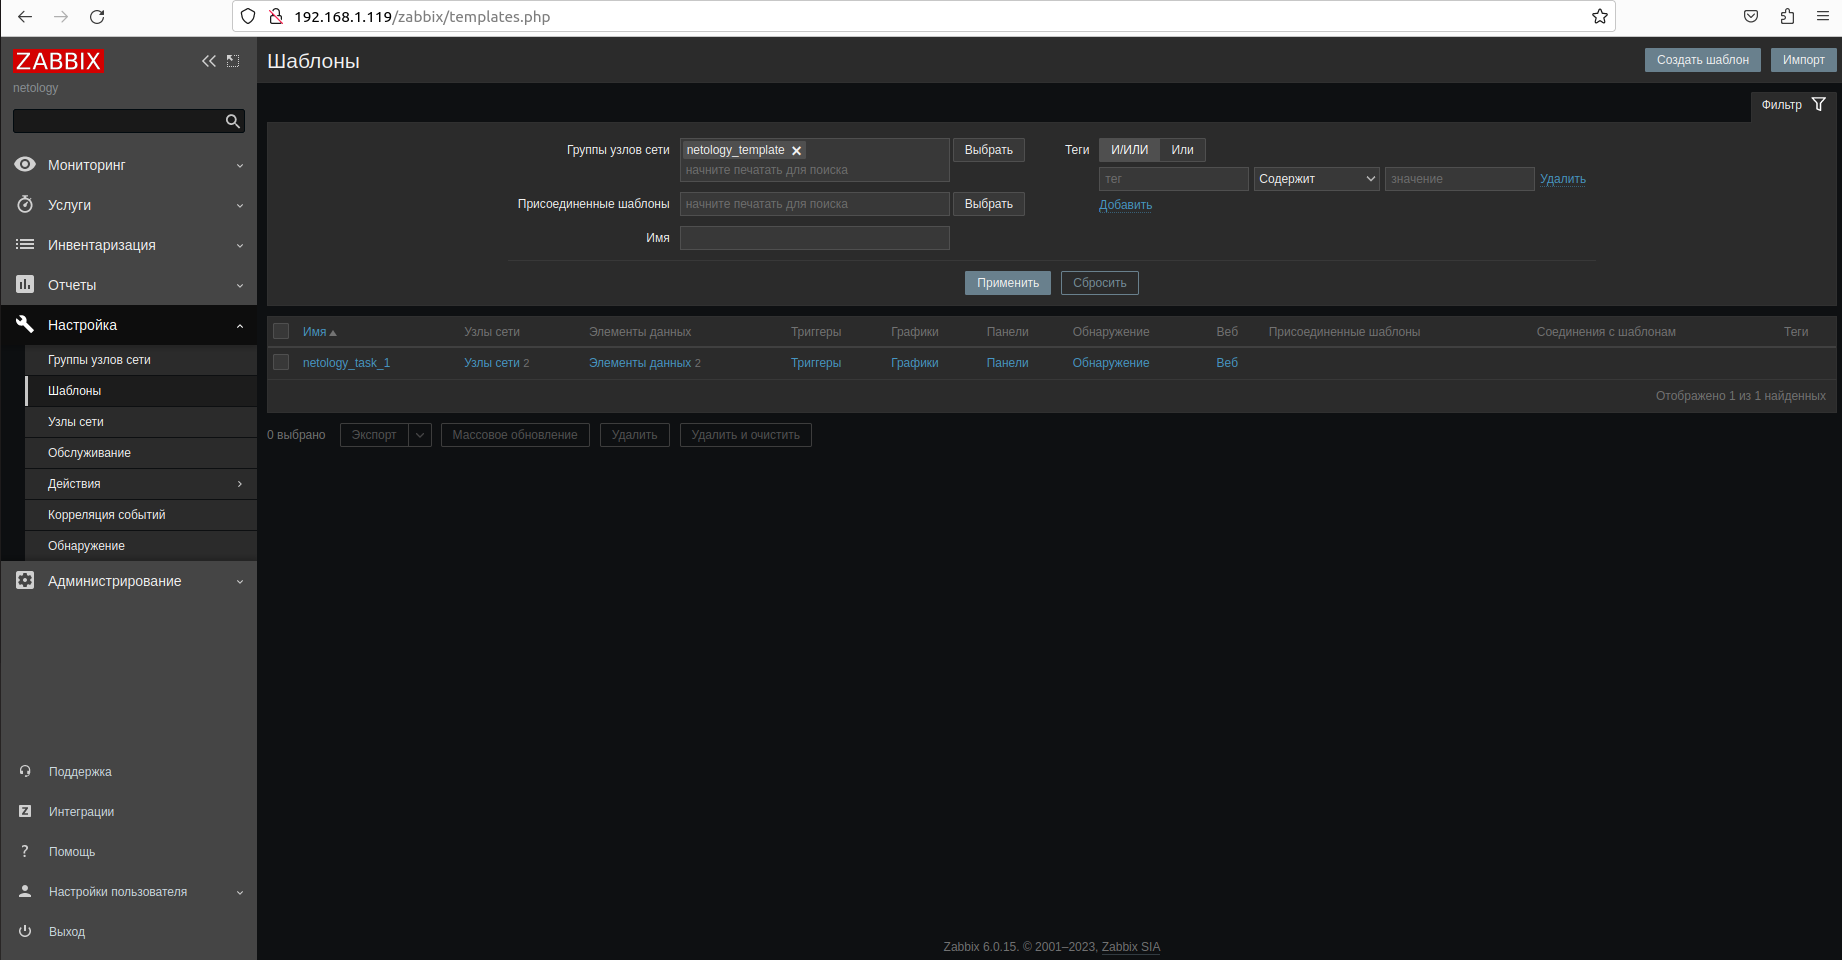 192.168.1.119/zabbix/templates.php
ZABBIX
netology
Мониторинг
Услуги
Инвентаризация
Отчеты
Настройка
Группы узлов сети
Шаблоны
Узлы сети
Обслуживание
Действия
Корреляция событий
Обнаружение
Администрирование
Поддержка
Интеграции
Помощь
Настройки пользователя
Выход
Шаблоны
Создать шаблон Импорт
Фильтр
Группы узлов сети netology_template Выбрать Теги И/ИЛИ Или
начните печатать для поиска
тег Содержит значение Удалить
Присоединенные шаблоны начните печатать для поиска Выбрать Добавить
Имя
Применить Сбросить
Имя Узлы сети Элементы данных Триггеры Графики Панели Обнаружение Веб Присоединенные шаблоны Соединения с шаблонам Теги
netology_task_1 Узлы сети 2 Элементы данных 2 Триггеры Графики Панели Обнаружение Веб
Отображено 1 из 1 найденных
0 выбрано Экспорт Массовое обновление Удалить Удалить и очистить
Zabbix 6.0.15. © 2001–2023, Zabbix SIA